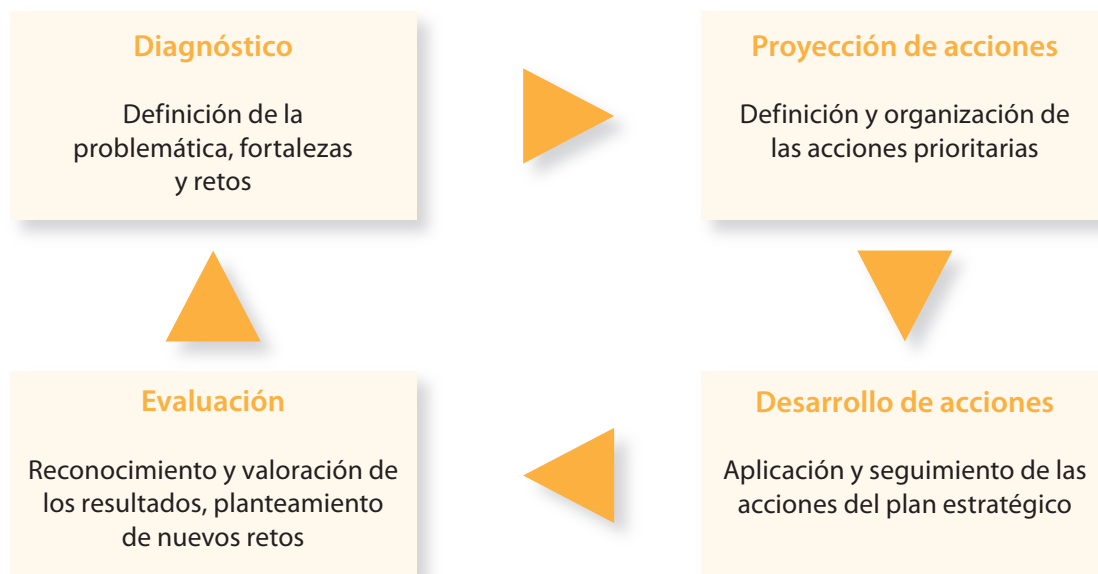 Diagnóstico
Definición de la
problemática, fortalezas
y retos
Proyección de acciones
Definición y organización de
las acciones prioritarias
Evaluación
Reconocimiento y valoración de
los resultados, planteamiento
de nuevos retos
Desarrollo de acciones
Aplicación y seguimiento de las
acciones del plan estratégico